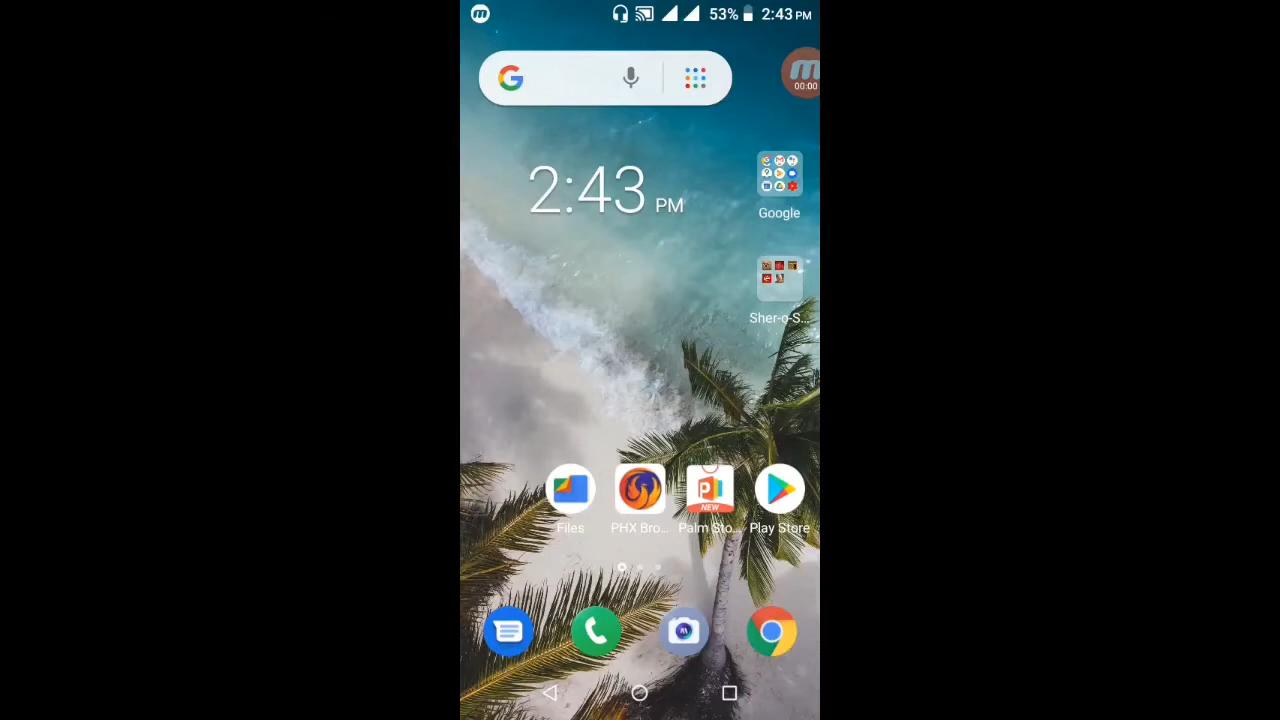 53% 2:43 PM
00:00
2:43 PM
Google
Sher-o-S...
NEW
Files PHX Bro... Palm Sto... Play Store